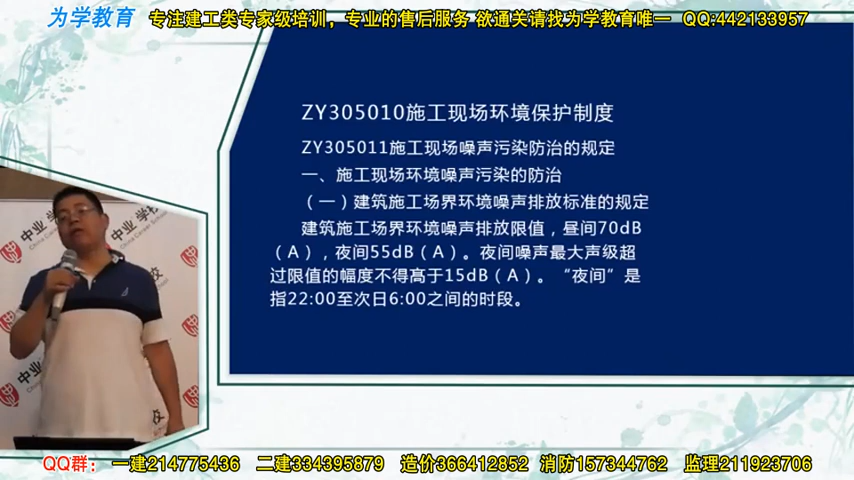 为学教育 专注建工类专家级培训，专业的售后服务 欲通关请找为学教育唯一 QQ:442133957
ZY305010施工现场环境保护制度
ZY305011施工现场噪声污染防治的规定
一、施工现场环境噪声污染的防治
（一）建筑施工场界环境噪声排放标准的规定
建筑施工场界环境噪声排放限值，昼间70dB
（A），夜间55dB（A）。夜间噪声最大声级超
过限值的幅度不得高于15dB（A）。“夜间”是
指22:00至次日6:00之间的时段。
中业 学校
China Career School
中业
QQ群： 一建214775436 二建334395879 造价366412852 消防157344762 监理211923706